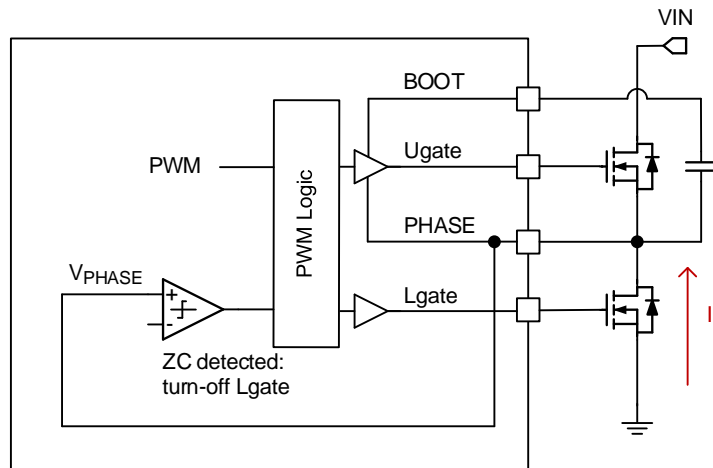 VIN
BOOT
Ugate
PWM
PWM Logic
PHASE
VPHASE
+
-
Lgate
I
ZC detected:
turn-off Lgate